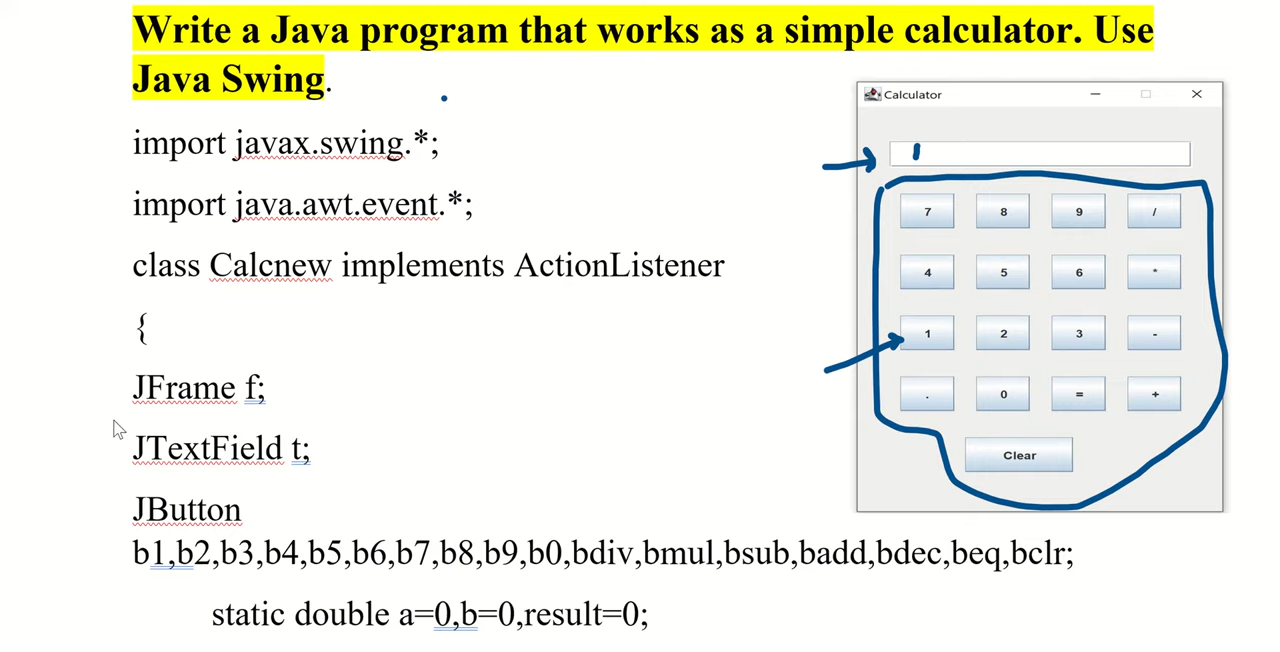 Write a Java program that works as a simple calculator. Use
Java Swing.
import javax.swing.*;
import java.awt.event.*;
class Calcnew implements ActionListener
{
JFrame f;
JTextField t;
JButton
b1,b2,b3,b4,b5,b6,b7,b8,b9,b0,bdiv,bmul,bsub,badd,bdec,beq,bclr;
static double a=0,b=0,result=0;
Calculator
1
7 8 9 /
4 5 6 *
1 2 3 -
. 0 = +
Clear